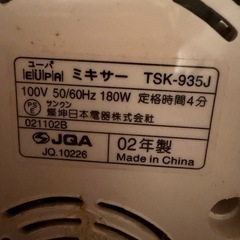 ユーパ
EUPA ミキサー TSK-935J
100V 50/60Hz 180W 定格時間4分
PSE サンクン
燦坤日本電器株式会社
021102B
JQA
JQ.10226
02年製
Made in China